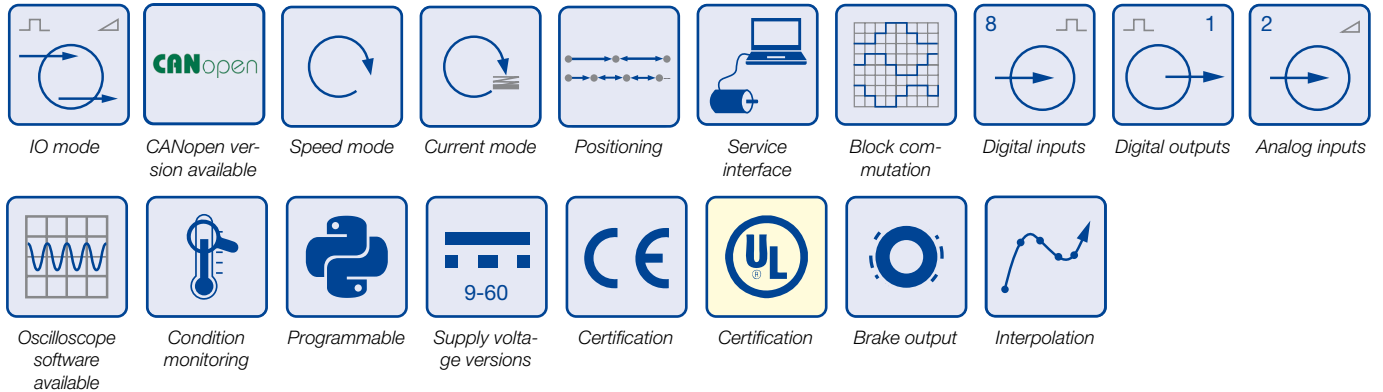 8
1
2
CANopen
IO mode
CANopen ver-
sion available
Speed mode
Current mode
Positioning
Service
interface
Block com-
mutation
Digital inputs
Digital outputs
Analog inputs
9-60
CE
UL
®
Oscilloscope
software
available
Condition
monitoring
Programmable
Supply volta-
ge versions
Certification
Certification
Brake output
Interpolation